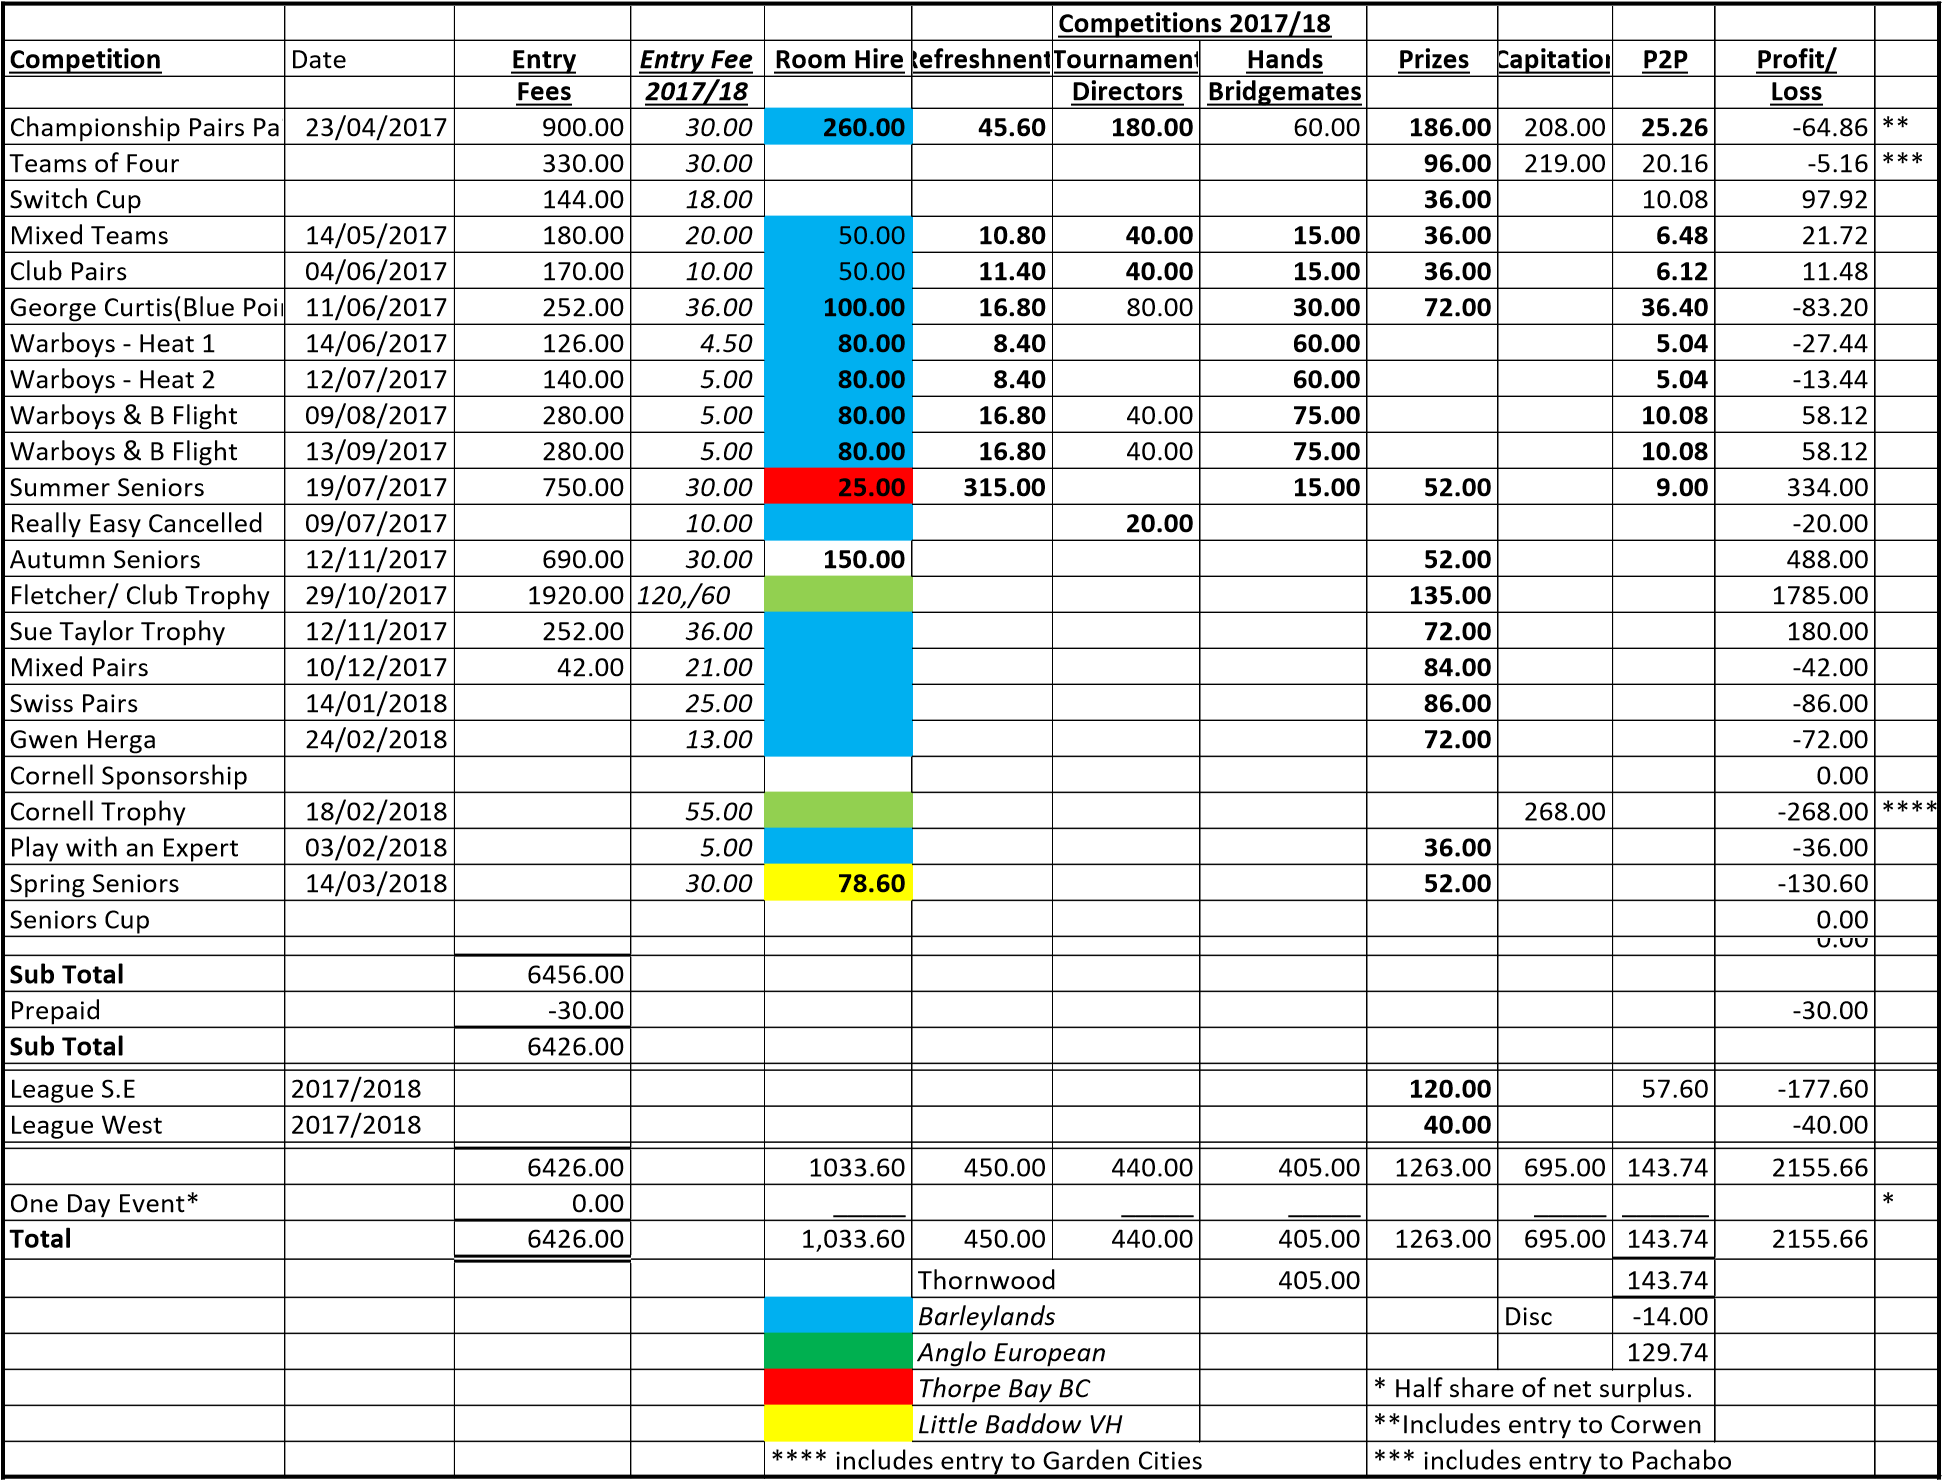 Competitions 2017/18
Competition Date Entry Entry Fee Room Hire Refreshment Tournament Hands Prizes Capitation P2P Profit/
Fees 2017/18 Directors Bridgemates Loss
Championship Pairs Pa 23/04/2017 900.00 30.00 260.00 45.60 180.00 60.00 186.00 208.00 25.26 -64.86 **
Teams of Four 330.00 30.00 96.00 219.00 20.16 -5.16 ***
Switch Cup 144.00 18.00 36.00 10.08 97.92
Mixed Teams 14/05/2017 180.00 20.00 50.00 10.80 40.00 15.00 36.00 6.48 21.72
Club Pairs 04/06/2017 170.00 10.00 50.00 11.40 40.00 15.00 36.00 6.12 11.48
George Curtis(Blue Poi 11/06/2017 252.00 36.00 100.00 16.80 80.00 30.00 72.00 36.40 -83.20
Warboys - Heat 1 14/06/2017 126.00 4.50 80.00 8.40 60.00 5.04 -27.44
Warboys - Heat 2 12/07/2017 140.00 5.00 80.00 8.40 60.00 5.04 -13.44
Warboys & B Flight 09/08/2017 280.00 5.00 80.00 16.80 40.00 75.00 10.08 58.12
Warboys & B Flight 13/09/2017 280.00 5.00 80.00 16.80 40.00 75.00 10.08 58.12
Summer Seniors 19/07/2017 750.00 30.00 25.00 315.00 15.00 52.00 9.00 334.00
Really Easy Cancelled 09/07/2017 10.00 20.00 -20.00
Autumn Seniors 12/11/2017 690.00 30.00 150.00 52.00 488.00
Fletcher/ Club Trophy 29/10/2017 1920.00 120,/60 135.00 1785.00
Sue Taylor Trophy 12/11/2017 252.00 36.00 72.00 180.00
Mixed Pairs 10/12/2017 42.00 21.00 84.00 -42.00
Swiss Pairs 14/01/2018 25.00 86.00 -86.00
Gwen Herga 24/02/2018 13.00 72.00 -72.00
Cornell Sponsorship 0.00
Cornell Trophy 18/02/2018 55.00 268.00 -268.00 ****
Play with an Expert 03/02/2018 5.00 36.00 -36.00
Spring Seniors 14/03/2018 30.00 78.60 52.00 -130.60
Seniors Cup 0.00
0.00
Sub Total 6456.00
Prepaid -30.00 -30.00
Sub Total 6426.00
League S.E 2017/2018 120.00 57.60 -177.60
League West 2017/2018 40.00 -40.00
6426.00 1033.60 450.00 440.00 405.00 1263.00 695.00 143.74 2155.66
One Day Event* 0.00 *
Total 6426.00 1,033.60 450.00 440.00 405.00 1263.00 695.00 143.74 2155.66
Thornwood 405.00 143.74
Barleylands Disc -14.00
Anglo European 129.74
Thorpe Bay BC * Half share of net surplus.
Little Baddow VH **Includes entry to Corwen
**** includes entry to Garden Cities *** includes entry to Pachabo